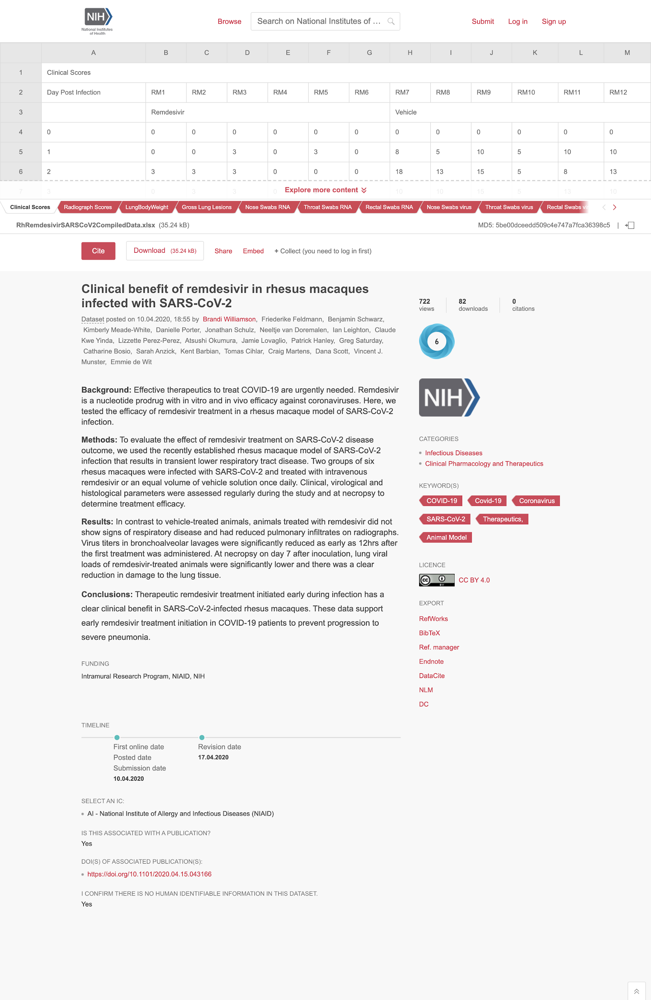 NIH
National Institutes
of Health
Browse
Search on National Institutes of ...
Submit Log in Sign up
A B C D E F G H I J K L M
1 Clinical Scores
2 Day Post Infection RM1 RM2 RM3 RM4 RM5 RM6 RM7 RM8 RM9 RM10 RM11 RM12
3 Remdesivir Vehicle
4 0 0 0 0 0 0 0 0 0 0 0 0 0
5 1 0 0 3 0 3 0 8 5 10 5 10 10
6 2 3 3 3 0 0 0 18 13 15 5 8 13
7 3 0 3 3 0 10 10 15 5 13 10
Explore more content
Clinical Scores Radiograph Scores LungBodyWeight Gross Lung Lesions Nose Swabs RNA Throat Swabs RNA Rectal Swabs RNA Nose Swabs virus Throat Swabs virus Rectal Swabs vi
RhRemdesivirSARSCoV2CompiledData.xlsx (35.24 kB)
MD5: 5be00dceedd509c4e747a7fca36398c5 |
Cite Download (35.24 kB) Share Embed + Collect (you need to log in first)
Clinical benefit of remdesivir in rhesus macaques
infected with SARS-CoV-2
Dataset posted on 10.04.2020, 18:55 by Brandi Williamson, Friederike Feldmann, Benjamin Schwarz,
Kimberly Meade-White, Danielle Porter, Jonathan Schulz, Neeltje van Doremalen, Ian Leighton, Claude
Kwe Yinda, Lizzette Perez-Perez, Atsushi Okumura, Jamie Lovaglio, Patrick Hanley, Greg Saturday,
Catharine Bosio, Sarah Anzick, Kent Barbian, Tomas Cihlar, Craig Martens, Dana Scott, Vincent J.
Munster, Emmie de Wit
Background: Effective therapeutics to treat COVID-19 are urgently needed. Remdesivir
is a nucleotide prodrug with in vitro and in vivo efficacy against coronaviruses. Here, we
tested the efficacy of remdesivir treatment in a rhesus macaque model of SARS-CoV-2
infection.
Methods: To evaluate the effect of remdesivir treatment on SARS-CoV-2 disease
outcome, we used the recently established rhesus macaque model of SARS-CoV-2
infection that results in transient lower respiratory tract disease. Two groups of six
rhesus macaques were infected with SARS-CoV-2 and treated with intravenous
remdesivir or an equal volume of vehicle solution once daily. Clinical, virological and
histological parameters were assessed regularly during the study and at necropsy to
determine treatment efficacy.
Results: In contrast to vehicle-treated animals, animals treated with remdesivir did not
show signs of respiratory disease and had reduced pulmonary infiltrates on radiographs.
Virus titers in bronchoalveolar lavages were significantly reduced as early as 12hrs after
the first treatment was administered. At necropsy on day 7 after inoculation, lung viral
loads of remdesivir-treated animals were significantly lower and there was a clear
reduction in damage to the lung tissue.
Conclusions: Therapeutic remdesivir treatment initiated early during infection has a
clear clinical benefit in SARS-CoV-2-infected rhesus macaques. These data support
early remdesivir treatment initiation in COVID-19 patients to prevent progression to
severe pneumonia.
FUNDING
Intramural Research Program, NIAID, NIH
TIMELINE
First online date
Posted date
Submission date
10.04.2020
Revision date
17.04.2020
SELECT AN IC:
AI - National Institute of Allergy and Infectious Diseases (NIAID)
IS THIS ASSOCIATED WITH A PUBLICATION?
Yes
DOI(S) OF ASSOCIATED PUBLICATION(S):
https://doi.org/10.1101/2020.04.15.043166
I CONFIRM THERE IS NO HUMAN IDENTIFIABLE INFORMATION IN THIS DATASET.
Yes
722 82 0
views downloads citations
6
NIH
CATEGORIES
Infectious Diseases
Clinical Pharmacology and Therapeutics
KEYWORD(S)
COVID-19 Covid-19 Coronavirus
SARS-CoV-2 Therapeutics,
Animal Model
LICENCE
cc BY CC BY 4.0
EXPORT
RefWorks
BibTeX
Ref. manager
Endnote
DataCite
NLM
DC